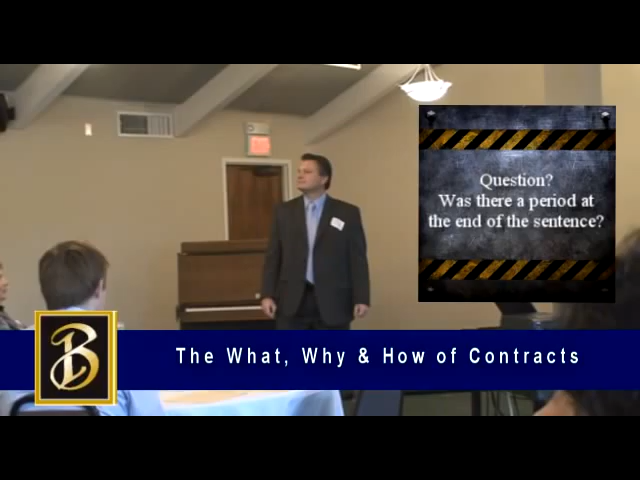 Question?
Was there a period at
the end of the sentence?
B
The What, Why & How of Contracts